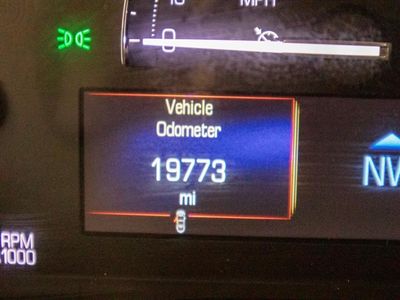 MPH
0
Vehicle
Odometer
19773
mi
NW
RPM
x1000